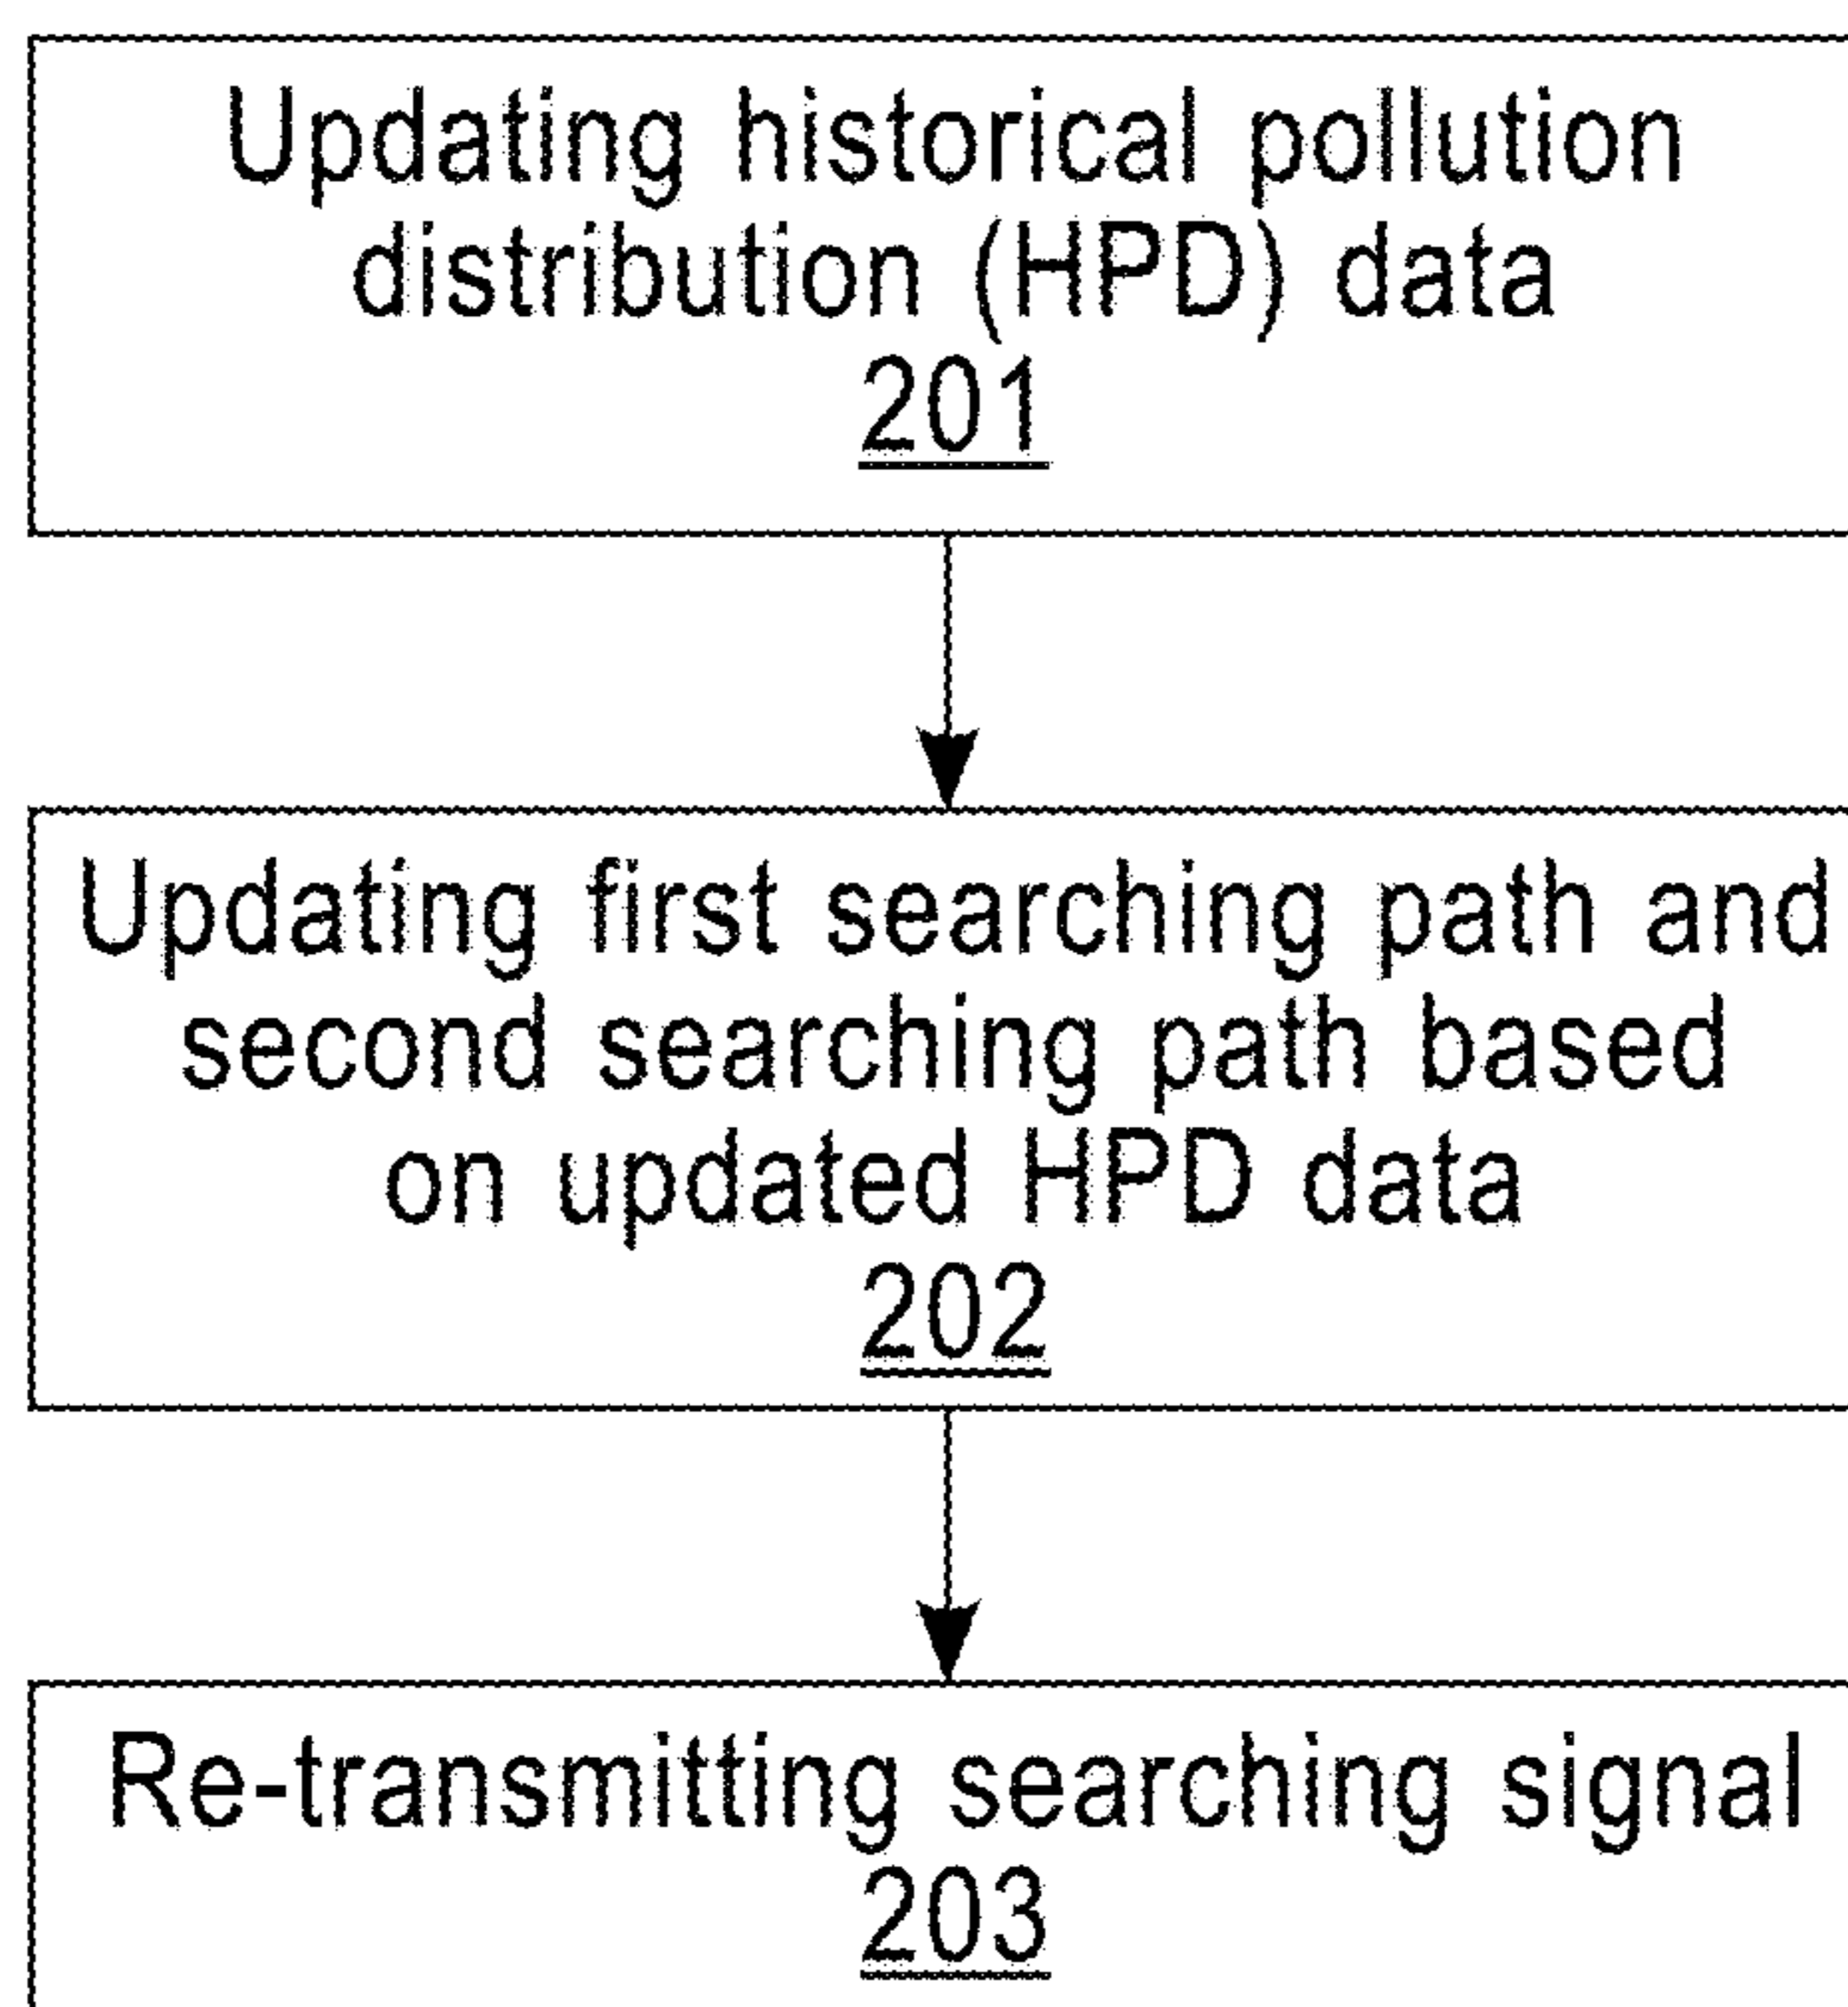 Updating historical pollution
distribution (HPD) data
201
Updating first searching path and
second searching path based
on updated HPD data
202
Re-transmitting searching signal
203